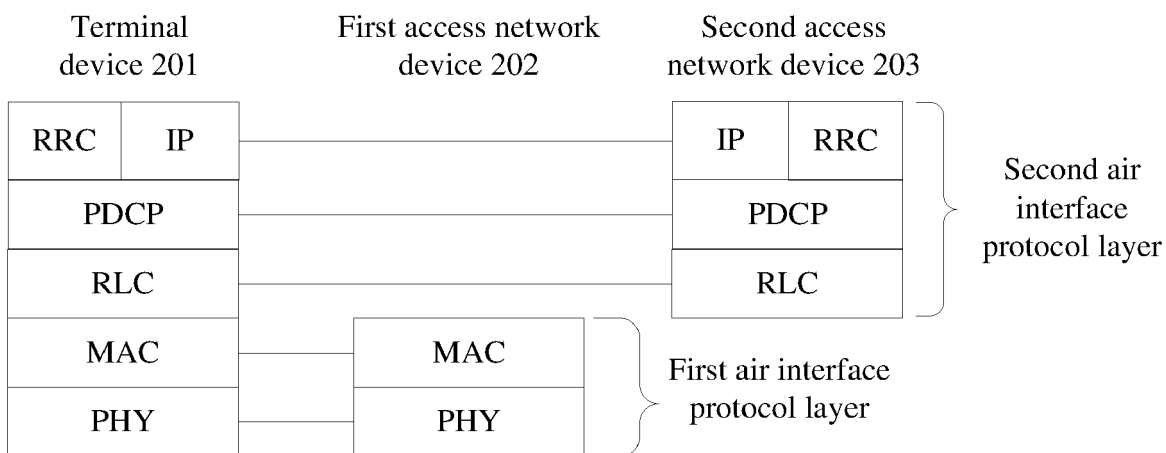 Terminal
device 201
First access network
device 202
Second access
network device 203
RRC
IP
IP
RRC
PDCP
PDCP
RLC
RLC
Second air
interface
protocol layer
MAC
MAC
PHY
PHY
First air interface
protocol layer